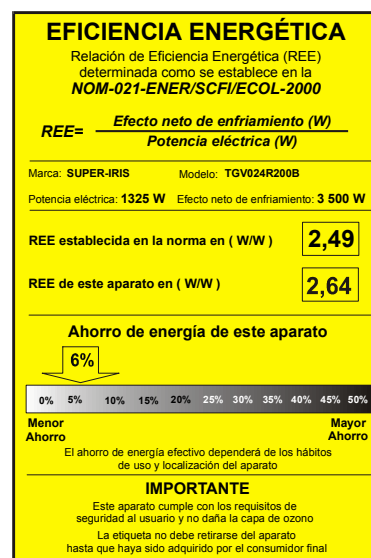 EFICIENCIA ENERGÉTICA
Relación de Eficiencia Energética (REE)
determinada como se establece en la
NOM-021-ENER/SCFI/ECOL-2000
REE= Efecto neto de enfriamiento (W)
Potencia eléctrica (W)
Marca: SUPER-IRIS Modelo: TGV024R200B
Potencia eléctrica: 1325 W Efecto neto de enfriamiento: 3 500 W
REE establecida en la norma en ( W/W ) 2,49
REE de este aparato en ( W/W ) 2,64
Ahorro de energía de este aparato
6%
0% 5% 10% 15% 20% 25% 30% 35% 40% 45% 50%
Menor Mayor
Ahorro Ahorro
El ahorro de energía efectivo dependerá de los hábitos
de uso y localización del aparato
IMPORTANTE
Este aparato cumple con los requisitos de
seguridad al usuario y no daña la capa de ozono
La etiqueta no debe retirarse del aparato
hasta que haya sido adquirido por el consumidor final